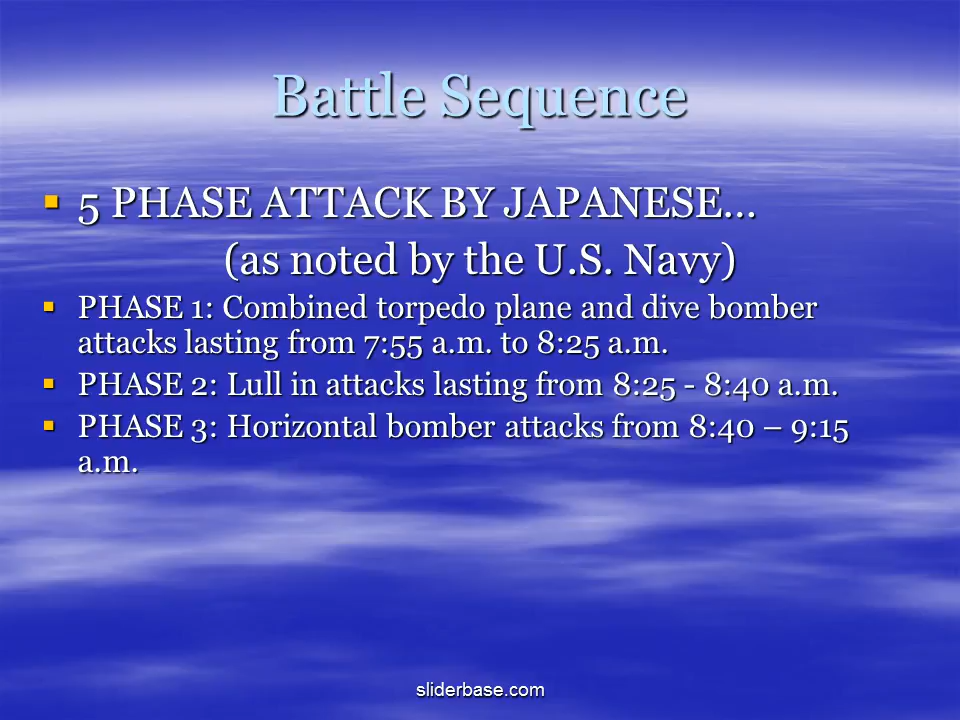 Battle Sequence
▪ 5 PHASE ATTACK BY JAPANESE...
(as noted by the U.S. Navy)
▪ PHASE 1: Combined torpedo plane and dive bomber
attacks lasting from 7:55 a.m. to 8:25 a.m.
▪ PHASE 2: Lull in attacks lasting from 8:25 - 8:40 a.m.
▪ PHASE 3: Horizontal bomber attacks from 8:40 – 9:15
a.m.
sliderbase.com